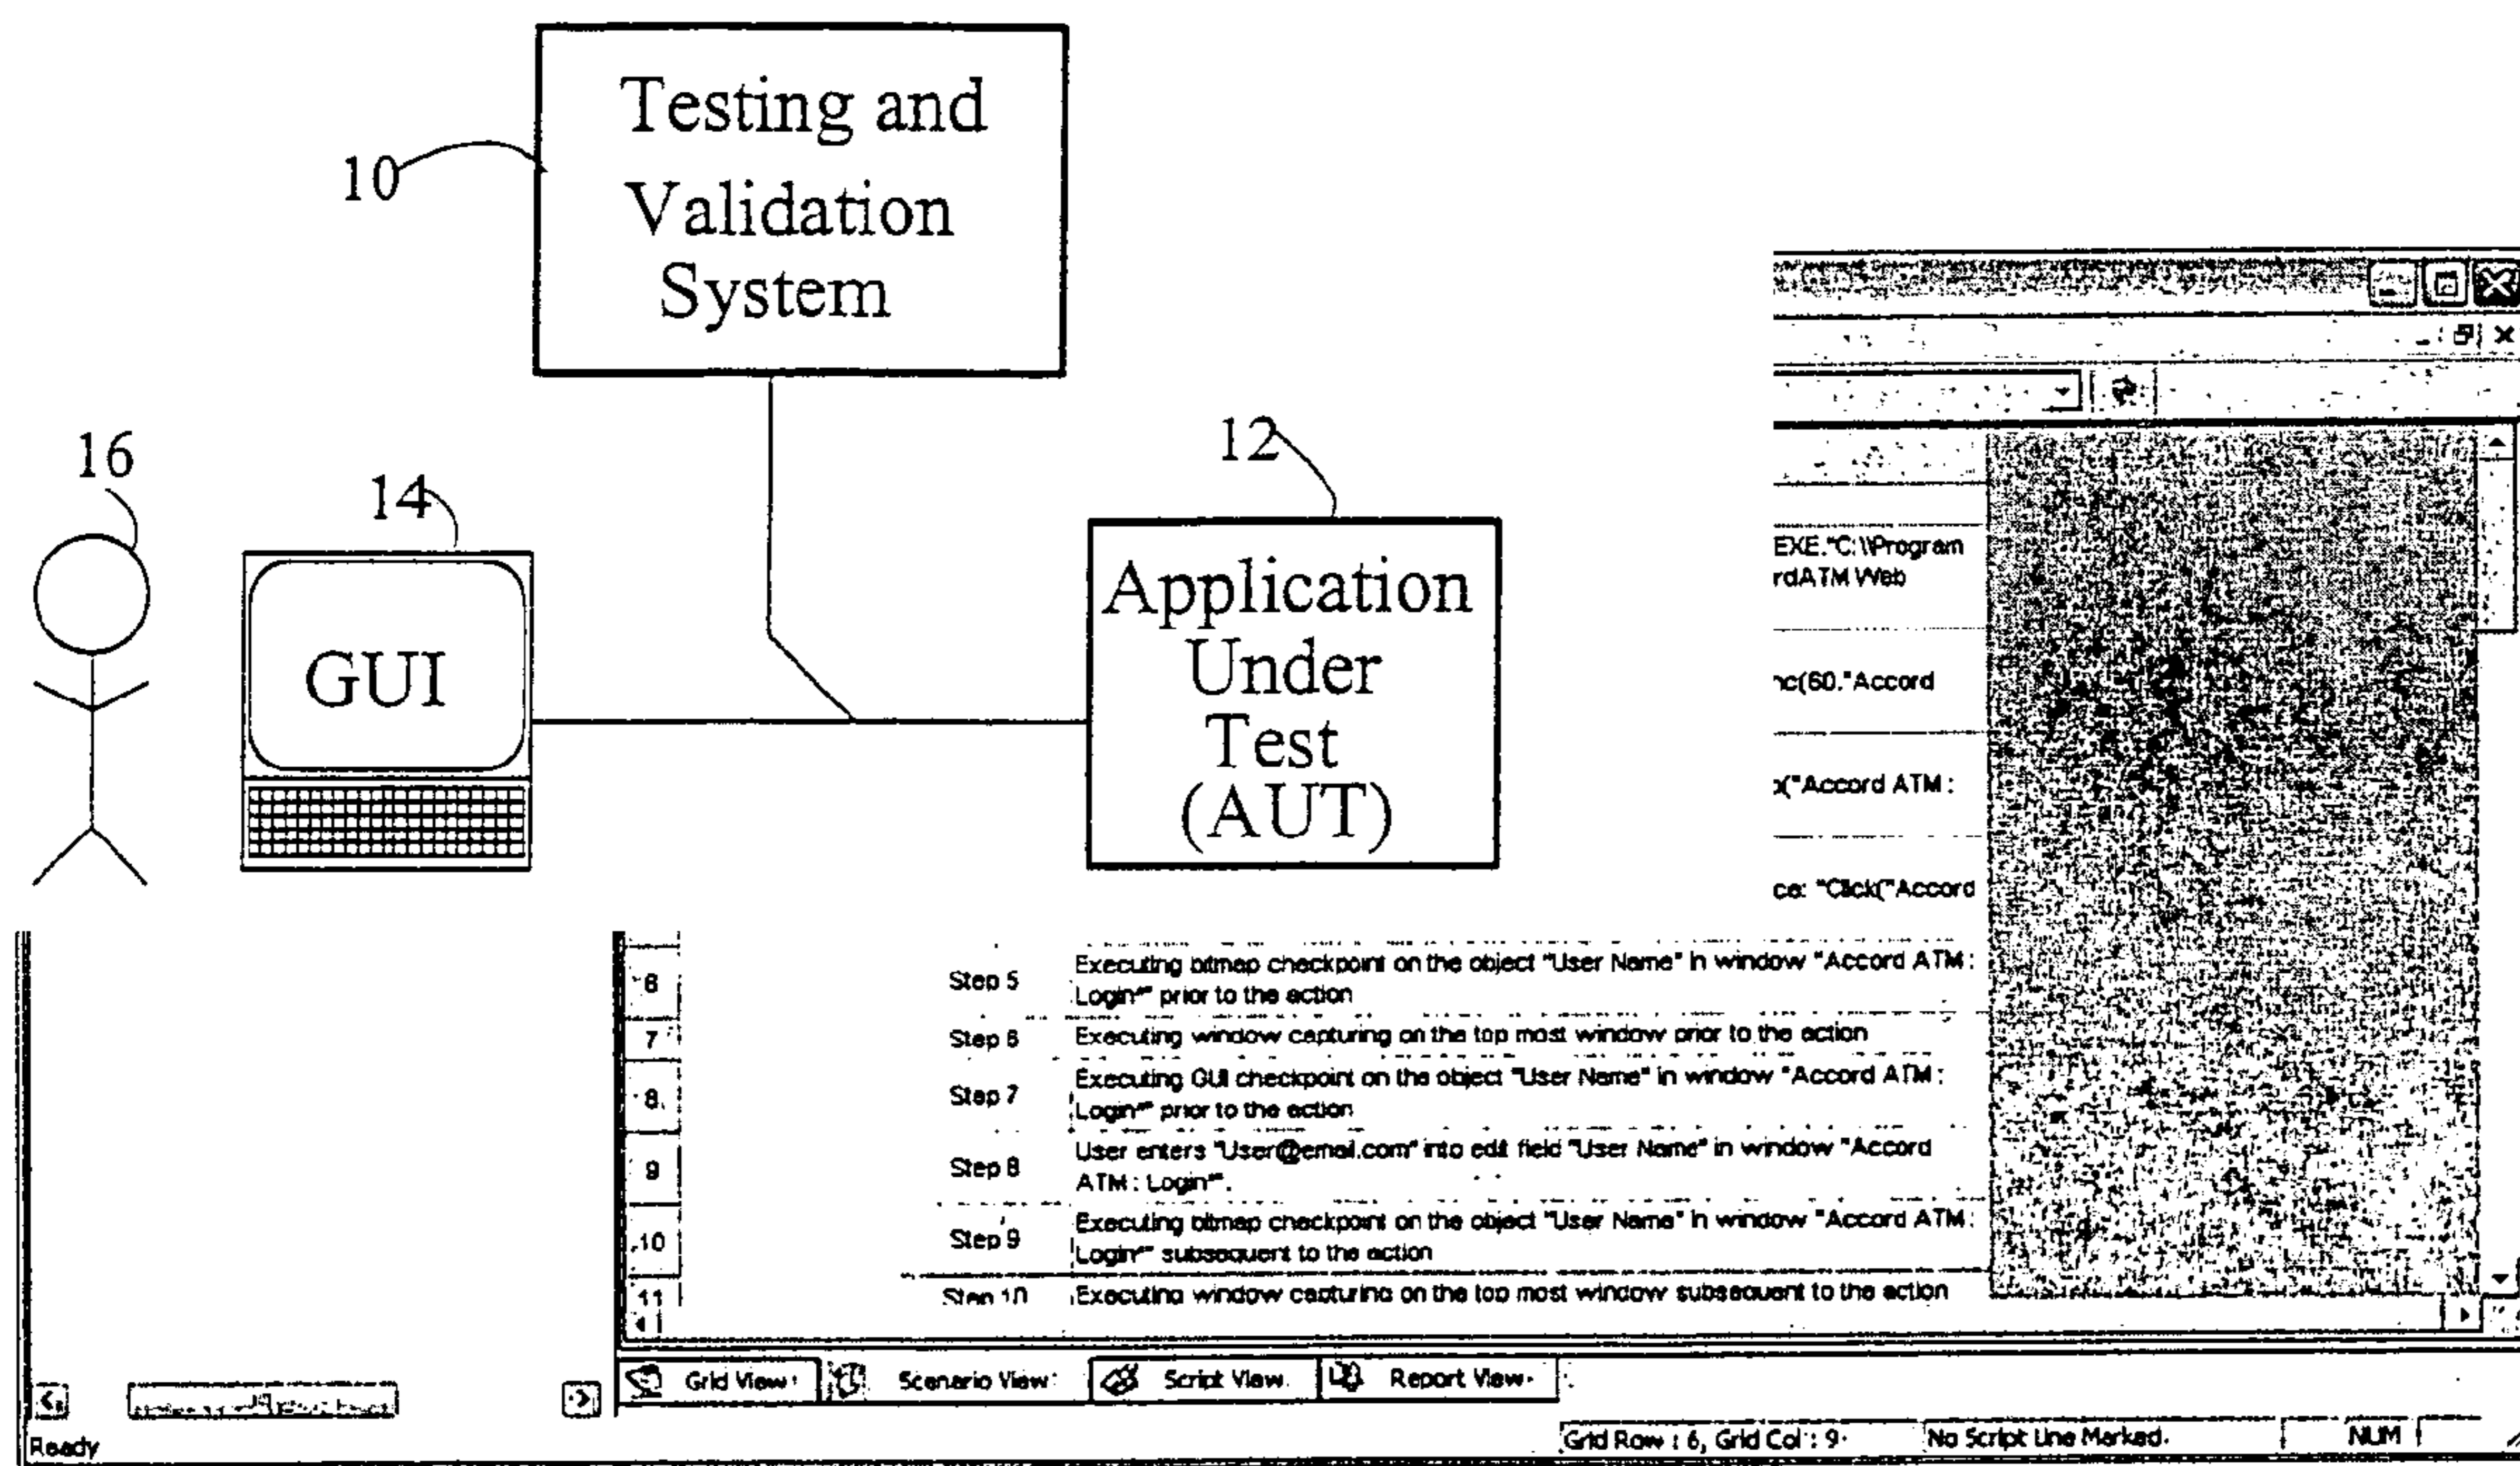 Testing and
Validation
System
10
16
14
12
GUI
Application
Under
Test
(AUT)
EXE."C:\\Program
rdATM Web
nc(60."Accord
x("Accord ATM :
ce: "Click("Accord
6
Step 5
Executing bitmap checkpoint on the object "User Name" in window "Accord ATM :
Login*" prior to the action
7
Step 6
Executing window capturing on the top most window prior to the action
8
Step 7
Executing GUI checkpoint on the object "User Name" in window "Accord ATM :
Login*" prior to the action
9
Step 8
User enters "User@email.com" into edit field "User Name" in window "Accord
ATM : Login*".
10
Step 9
Executing bitmap checkpoint on the object "User Name" in window "Accord ATM :
Login*" subsequent to the action
11
Step 10
Executing window capturing on the top most window subsequent to the action
Grid View
Scenario View
Script View
Report View
Ready
Grid Row : 6, Grid Col : 9
No Script Line Marked.
NUM